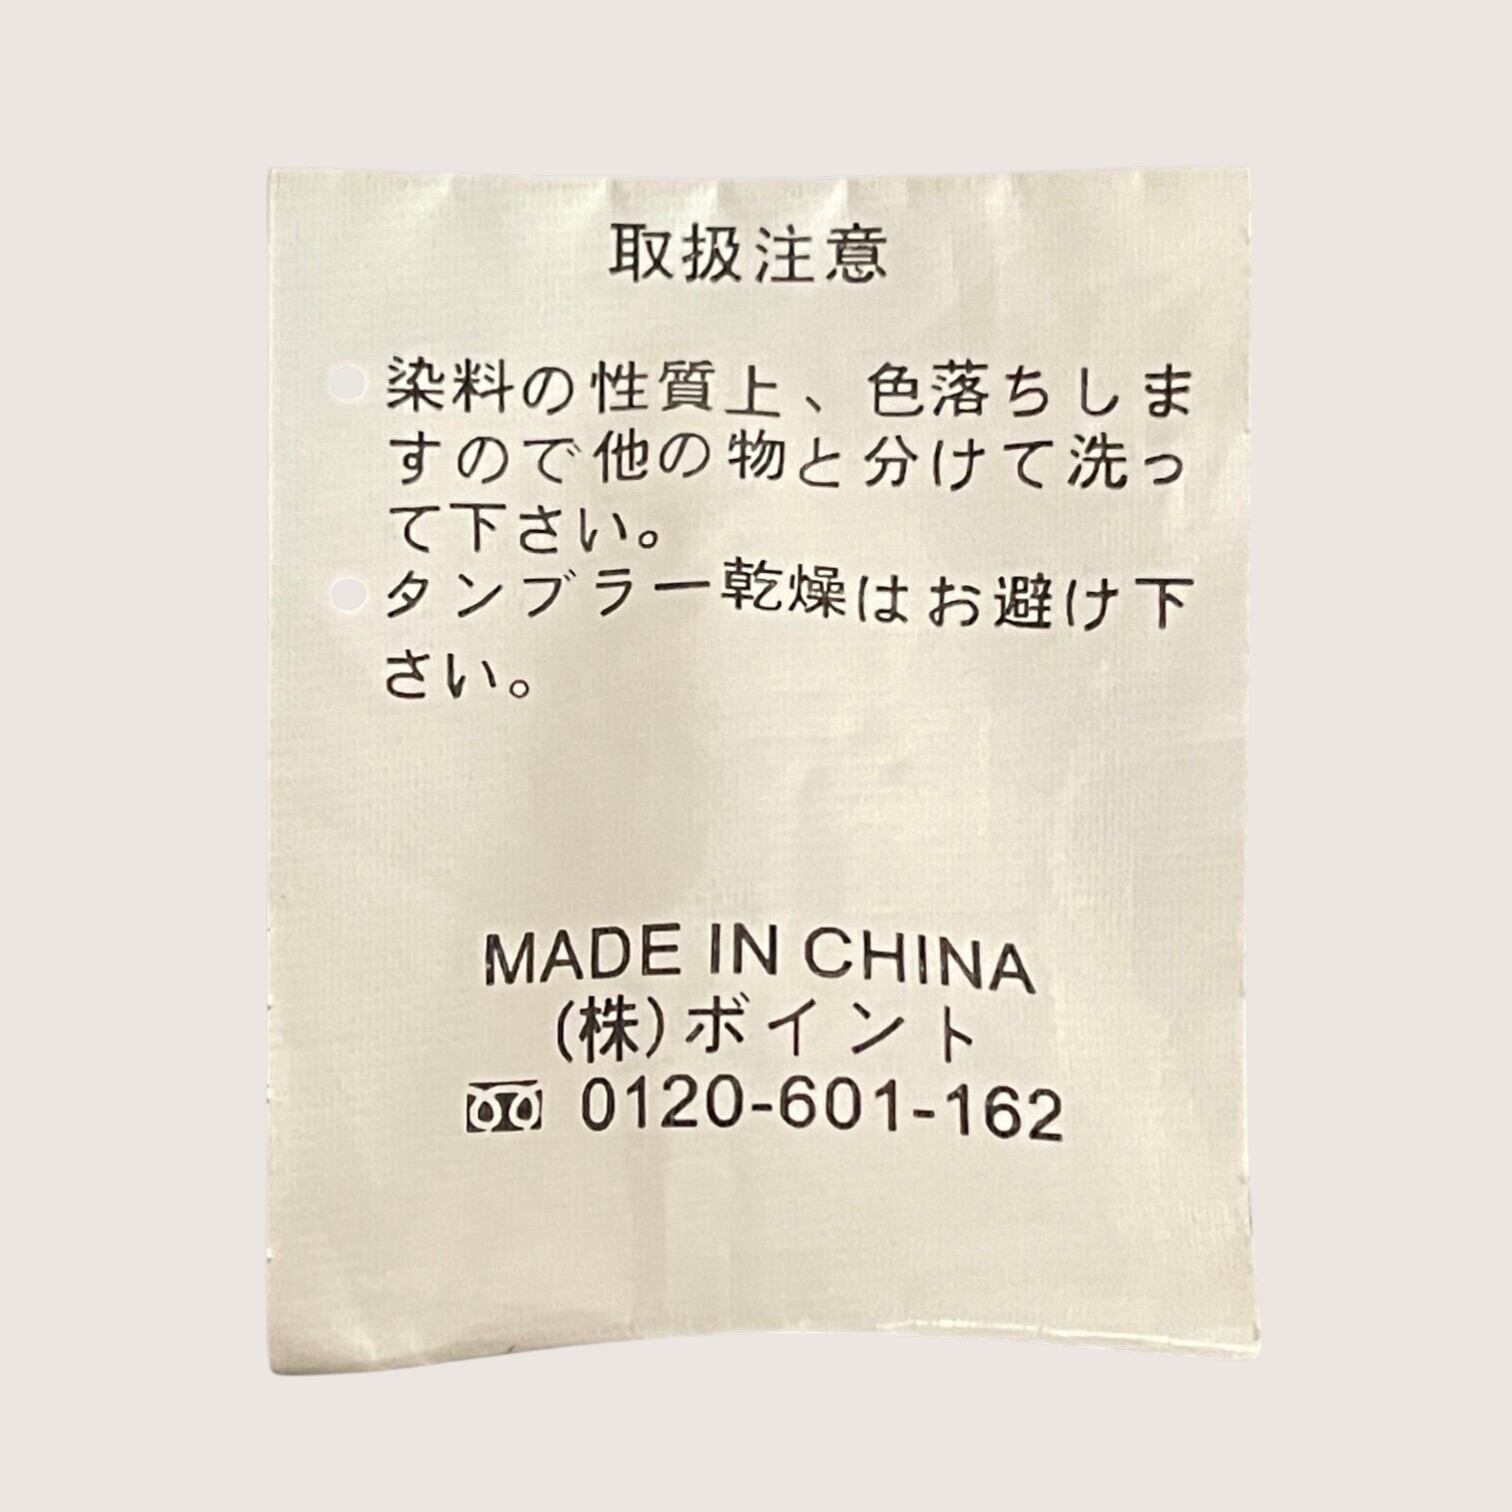 取扱注意
染料の性質上、色落ちしま
すので他の物と分けて洗っ
て下さい。
タンブラー乾燥はお避け下
さい。
MADE IN CHINA
(株)ボイント
0120-601-162